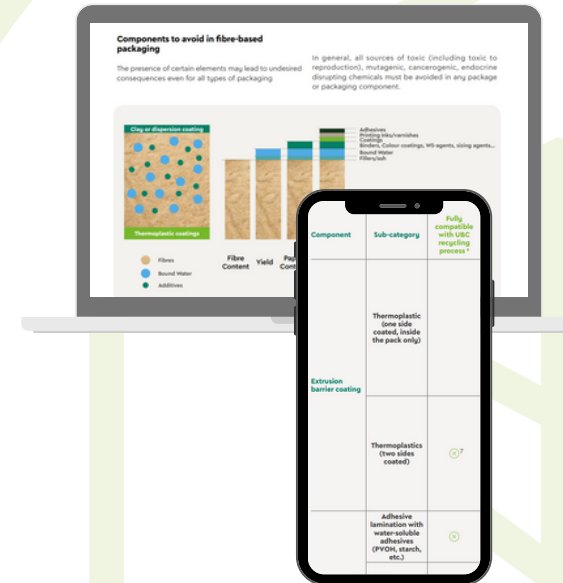 Components to avoid in fibre-based
packaging
The presence of certain elements may lead to undesired
consequences even for all types of packaging
In general, all sources of toxic (including toxic to
reproduction), mutagenic, cancerogenic, endocrine
disrupting chemicals must be avoided in any package
or packaging component.
Clay or dispersion coating
Thermoplastic coatings
Fibres
Bound Water
Additives
Adhesives
Printing inks/varnishes
Coatings
Binders, Colour coatings, WS agents, sizing agents...
Bound Water
Fillers/ash
Fibre
Content
Yield
Component
Sub-category
Fully
compatible
with UBC
recycling
process
Extrusion
barrier coating
Thermoplastic
(one side
coated, inside
the pack only)
Thermoplastics
(two sides
coated)
7
Adhesive
lamination with
water-soluble
adhesives
(PVOH, starch,
etc.)